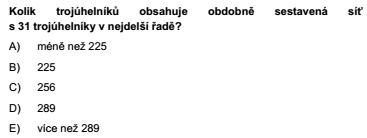 Kolik trojúhelníků obsahuje obdobně sestavená síť
s 31 trojúhelníky v nejdelší řadě?
A) méně než 225
B) 225
C) 256
D) 289
E) více než 289